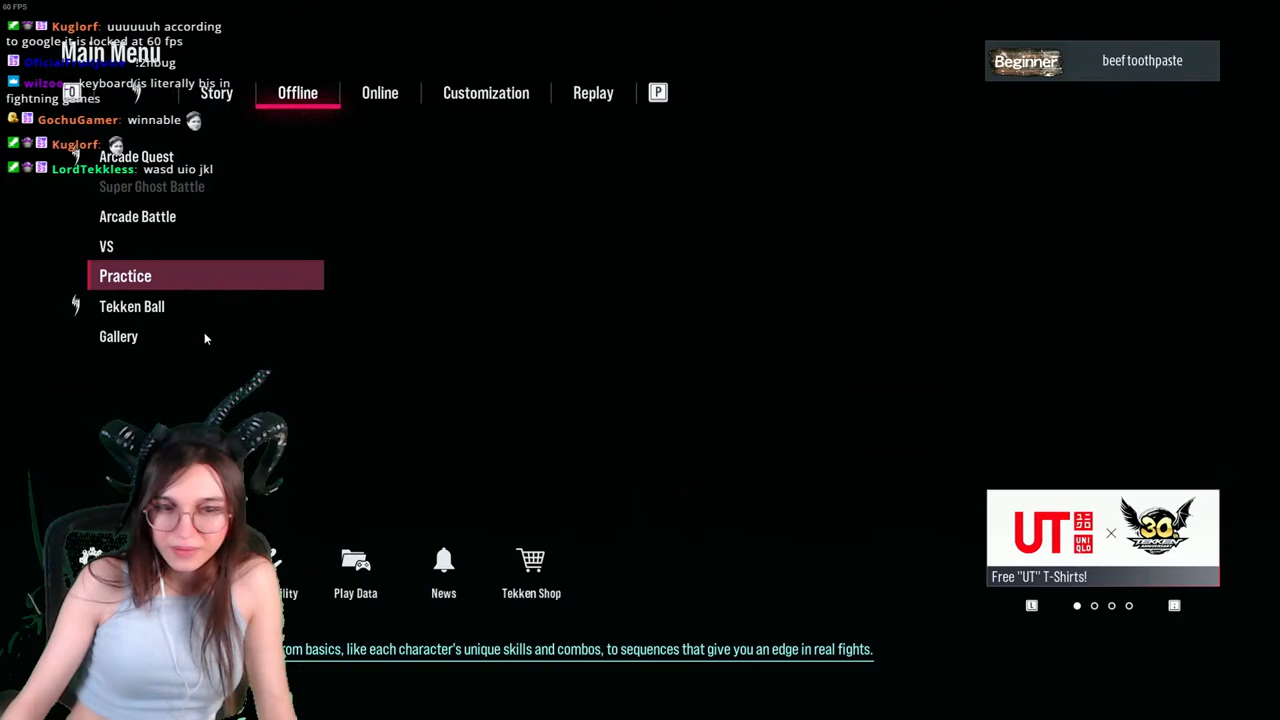 60 FPS
Kuglorf: uuuuuuh according
to google it is locked at 60 fps
Main Menu
wilzoo: keyboard is literally bis in
fightning games
GochuGamer: winnable
Kuglorf:
LordTekkless: wasd uio jkl
Beginner
beef toothpaste
Story
Offline
Online
Customization
Replay
P
Arcade Quest
Super Ghost Battle
Arcade Battle
VS
Practice
Tekken Ball
Gallery
Play Data
News
Tekken Shop
om basics, like each character's unique skills and combos, to sequences that give you an edge in real fights.
UT
UNIQLO
30
TEKKEN
Free "UT" T-Shirts!